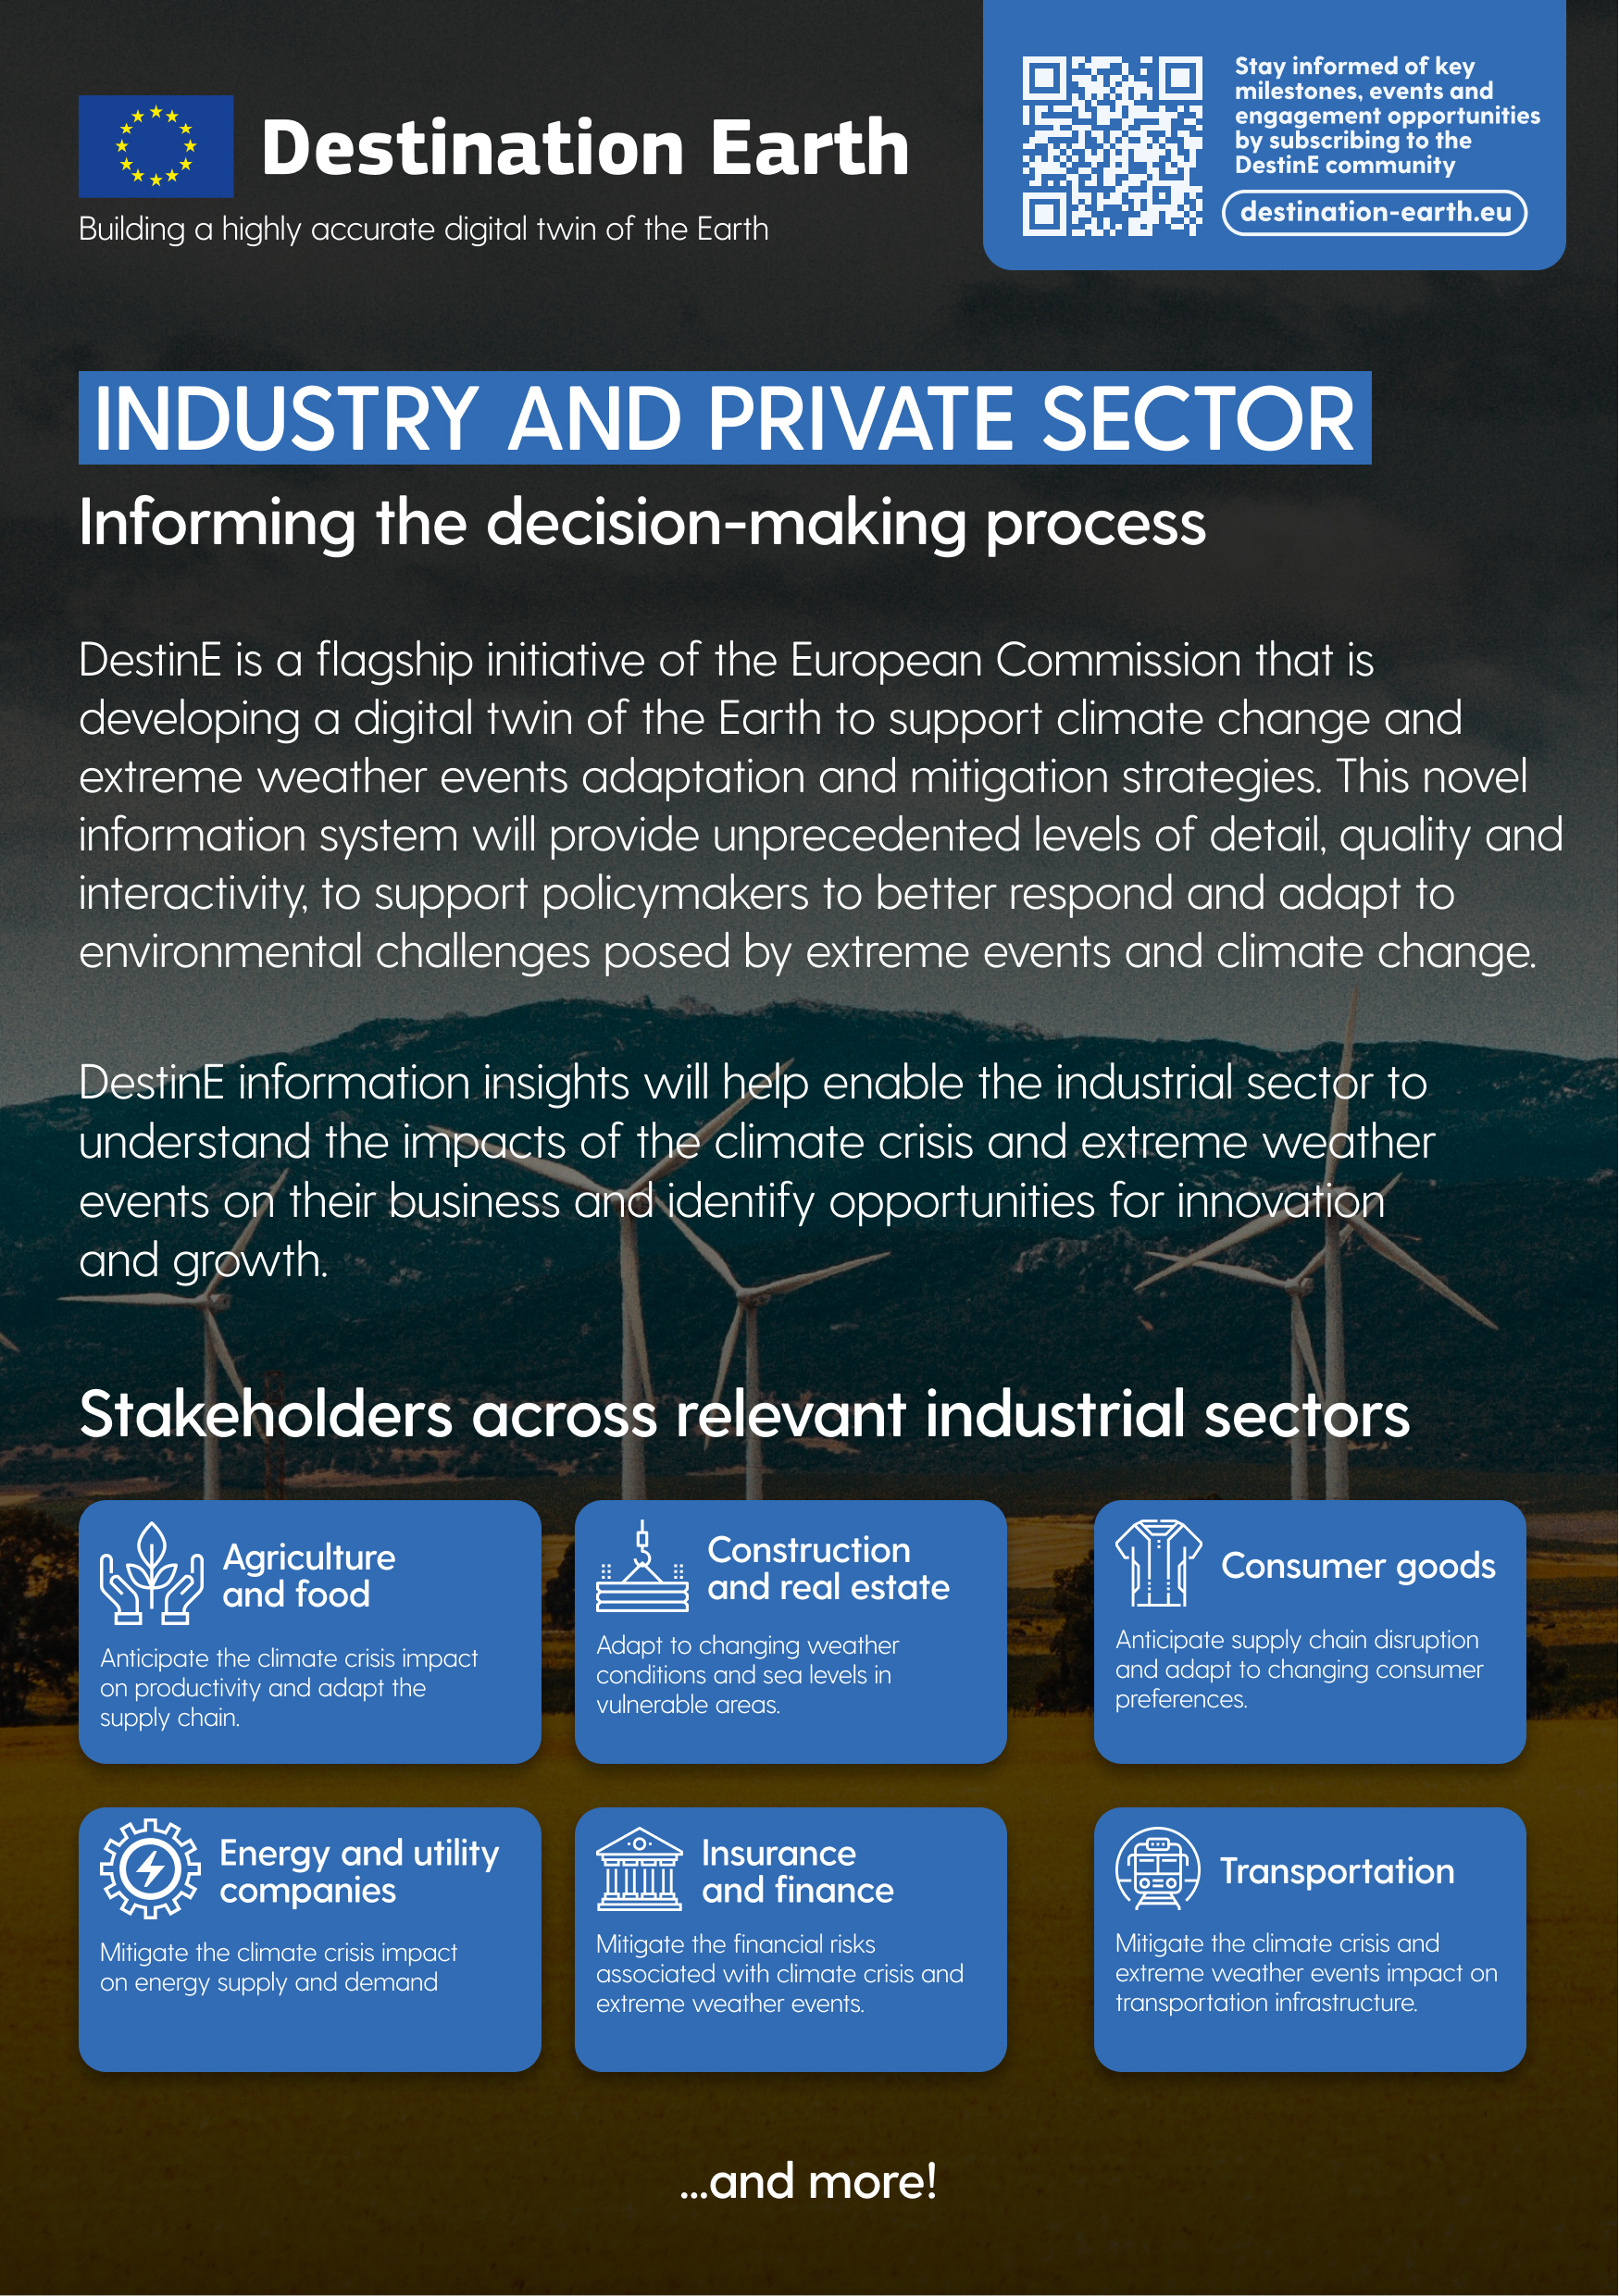 Destination Earth
Building a highly accurate digital twin of the Earth
Stay informed of key
milestones, events and
engagement opportunities
by subscribing to the
DestinE community
destination-earth.eu
INDUSTRY AND PRIVATE SECTOR
Informing the decision-making process
DestinE is a flagship initiative of the European Commission that is
developing a digital twin of the Earth to support climate change and
extreme weather events adaptation and mitigation strategies. This novel
information system will provide unprecedented levels of detail, quality and
interactivity, to support policymakers to better respond and adapt to
environmental challenges posed by extreme events and climate change.
DestinE information insights will help enable the industrial sector to
understand the impacts of the climate crisis and extreme weather
events on their business and identify opportunities for innovation
and growth.
Stakeholders across relevant industrial sectors
Agriculture
and food
Anticipate the climate crisis impact
on productivity and adapt the
supply chain.
Construction
and real estate
Adapt to changing weather
conditions and sea levels in
vulnerable areas.
Consumer goods
Anticipate supply chain disruption
and adapt to changing consumer
preferences.
Energy and utility
companies
Mitigate the climate crisis impact
on energy supply and demand
Insurance
and finance
Mitigate the financial risks
associated with climate crisis and
extreme weather events.
Transportation
Mitigate the climate crisis and
extreme weather events impact on
transportation infrastructure.
...and more!